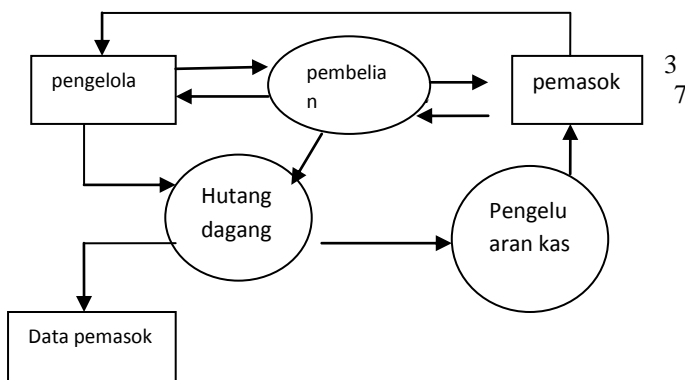 pengelola
pembelia
n
pemasok
3
7
Hutang
dagang
Pengelu
aran kas
Data pemasok